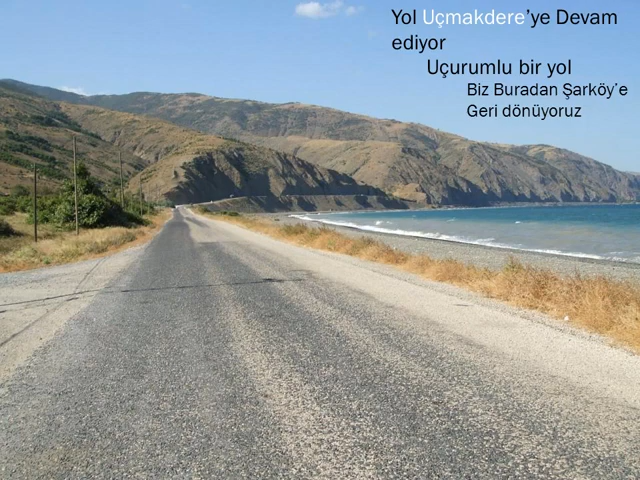 Yol Uçmakdere’ye Devam
ediyor
Uçurumlu bir yol
Biz Buradan Şarköy’e
Geri dönüyoruz